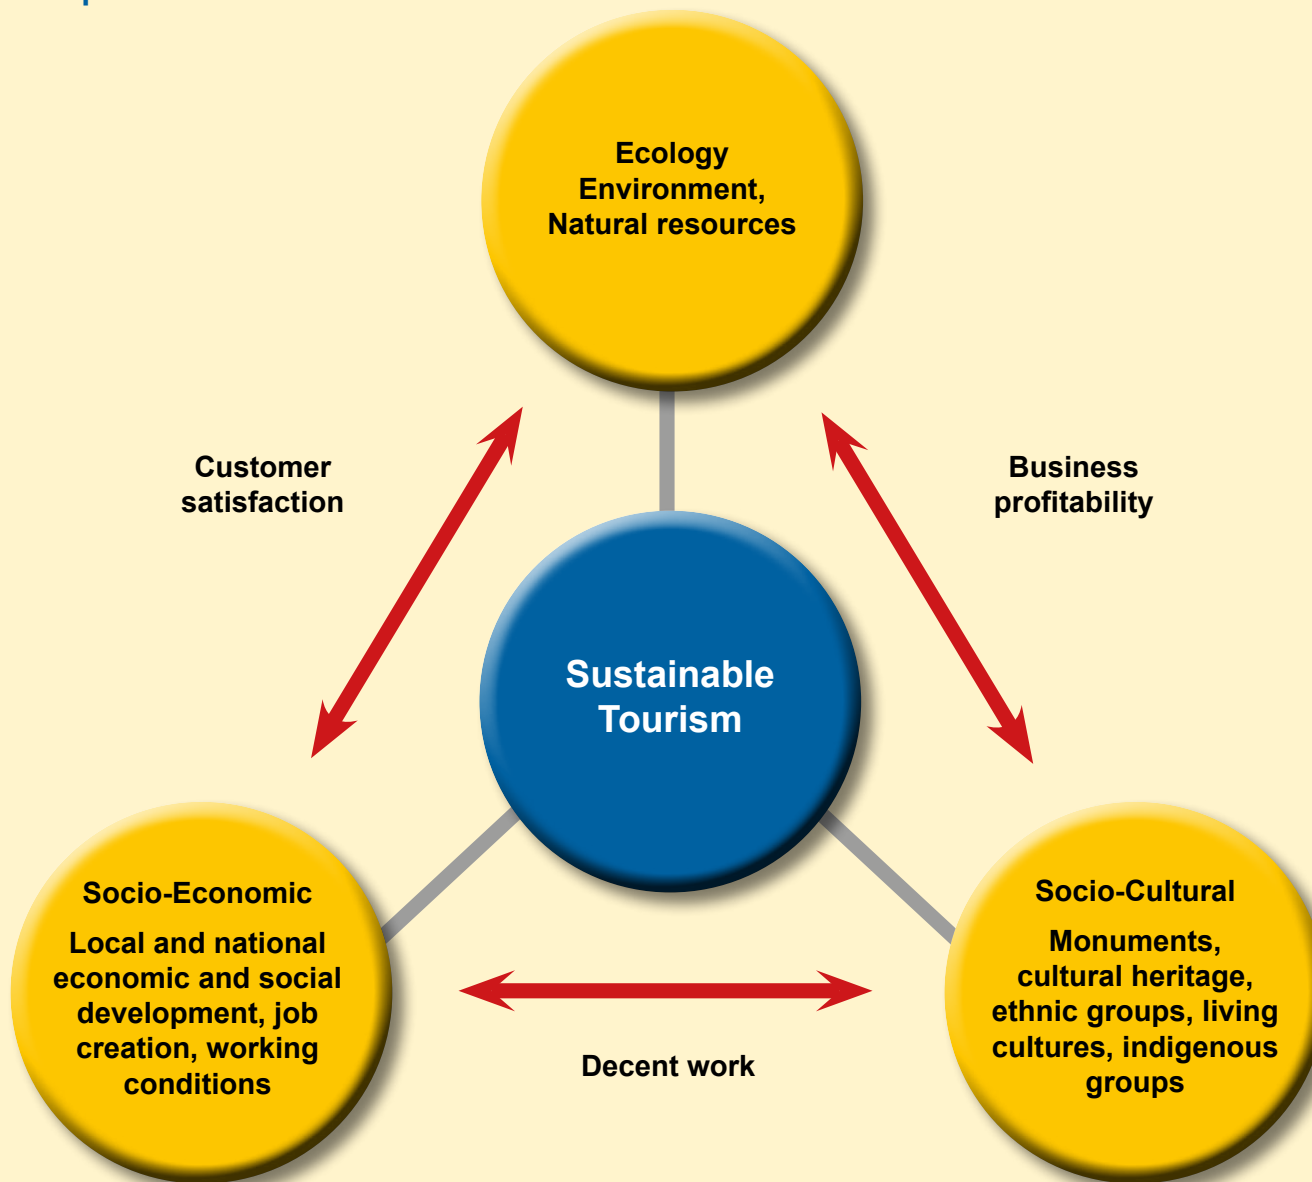 Ecology
Environment,
Natural resources
Customer
satisfaction
Business
profitability
Sustainable
Tourism
Socio-Economic
Local and national
economic and social
development, job
creation, working
conditions
Socio-Cultural
Monuments,
cultural heritage,
ethnic groups, living
cultures, indigenous
groups
Decent work